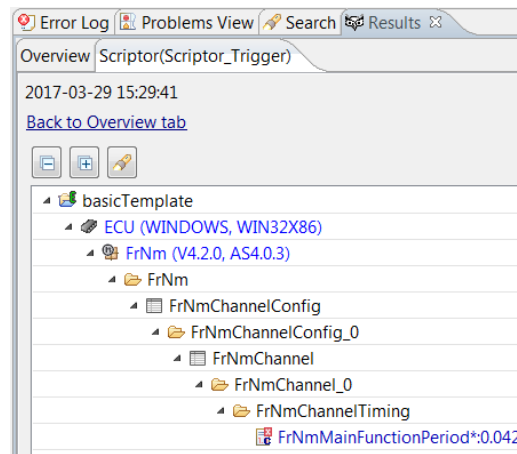 Error Log Problems View Search Results
Overview Scriptor(Scriptor_Trigger)
2017-03-29 15:29:41
Back to Overview tab
basicTemplate
ECU (WINDOWS, WIN32X86)
FrNm (V4.2.0, AS4.0.3)
FrNm
FrNmChannelConfig
FrNmChannelConfig_0
FrNmChannel
FrNmChannel_0
FrNmChannelTiming
FrNmMainFunctionPeriod*:0.042